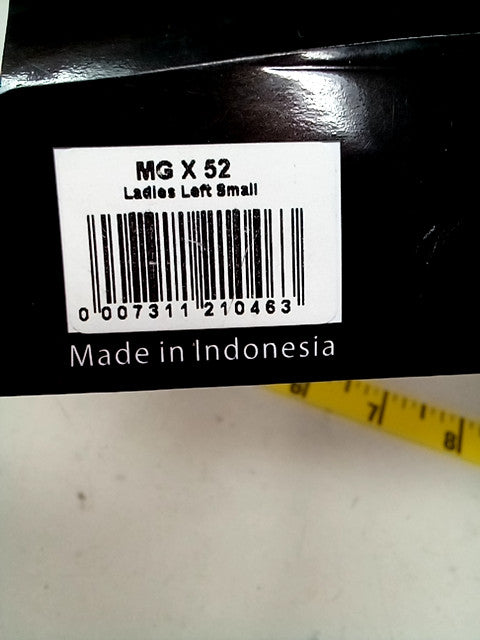 MG X 52
Ladies Left Small
0 007311 210463
Made in Indonesia
6 7 8